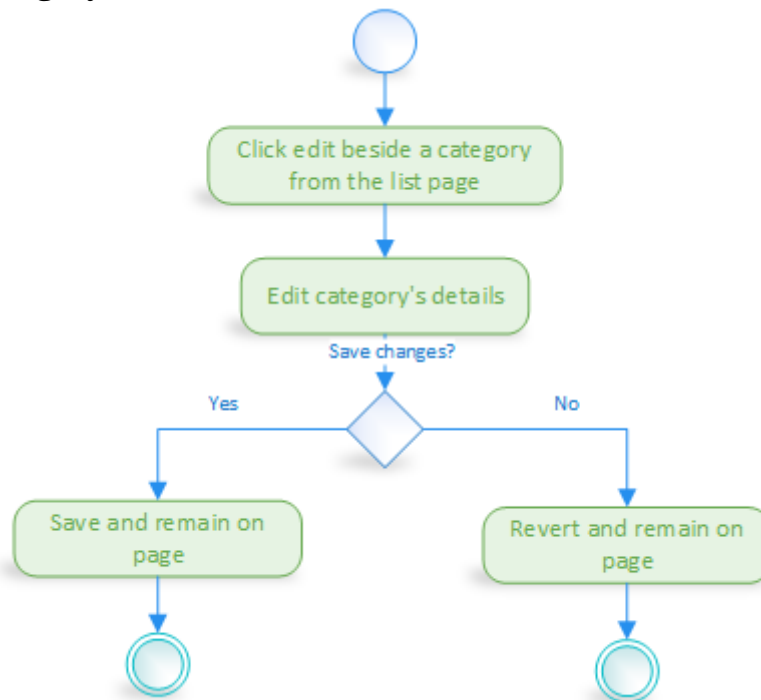 Click edit beside a category
from the list page
Edit category's details
Save changes?
Yes
No
Save and remain on
page
Revert and remain on
page